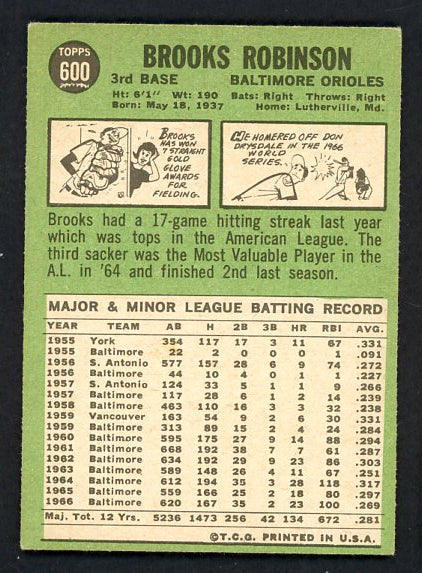 TOPPS
600
BROOKS ROBINSON
3rd BASE BALTIMORE ORIOLES
Ht: 6'1" Wt: 190 Bats: Right Throws: Right
Born: May 18, 1937 Home: Lutherville, Md.
BROOKS
HAS WON
7 STRAIGHT
GOLD
GLOVE
AWARDS
FOR
FIELDING.
HE HOMERED OFF DON
DRYSDALE IN THE 1966
WORLD
SERIES.
Brooks had a 17-game hitting streak last year
which was tops in the American League. The
third sacker was the Most Valuable Player in the
A.L. in '64 and finished 2nd last season.
MAJOR & MINOR LEAGUE BATTING RECORD
YEAR TEAM AB H 2B 3B HR RBI AVG.
1955 York 354 117 17 3 11 67 .331
1955 Baltimore 22 2 0 0 0 1 .091
1956 S. Antonio 577 157 28 6 9 74 .272
1956 Baltimore 44 10 4 0 1 1 .227
1957 S. Antonio 124 33 5 1 1 9 .266
1957 Baltimore 117 28 6 1 2 14 .239
1958 Baltimore 463 110 16 3 3 32 .238
1959 Vancouver 163 54 9 2 6 30 .331
1959 Baltimore 313 89 15 2 4 24 .284
1960 Baltimore 595 175 27 9 14 88 .294
1961 Baltimore 668 192 38 7 7 61 .287
1962 Baltimore 634 192 29 9 23 86 .303
1963 Baltimore 589 148 26 4 11 67 .251
1964 Baltimore 612 194 35 3 28 118 .317
1965 Baltimore 559 166 25 2 18 80 .297
1966 Baltimore 620 167 35 2 23 100 .269
Maj. Tot. 12 Yrs. 5236 1473 256 42 134 672 .281
©T.C.G. PRINTED IN U.S.A.